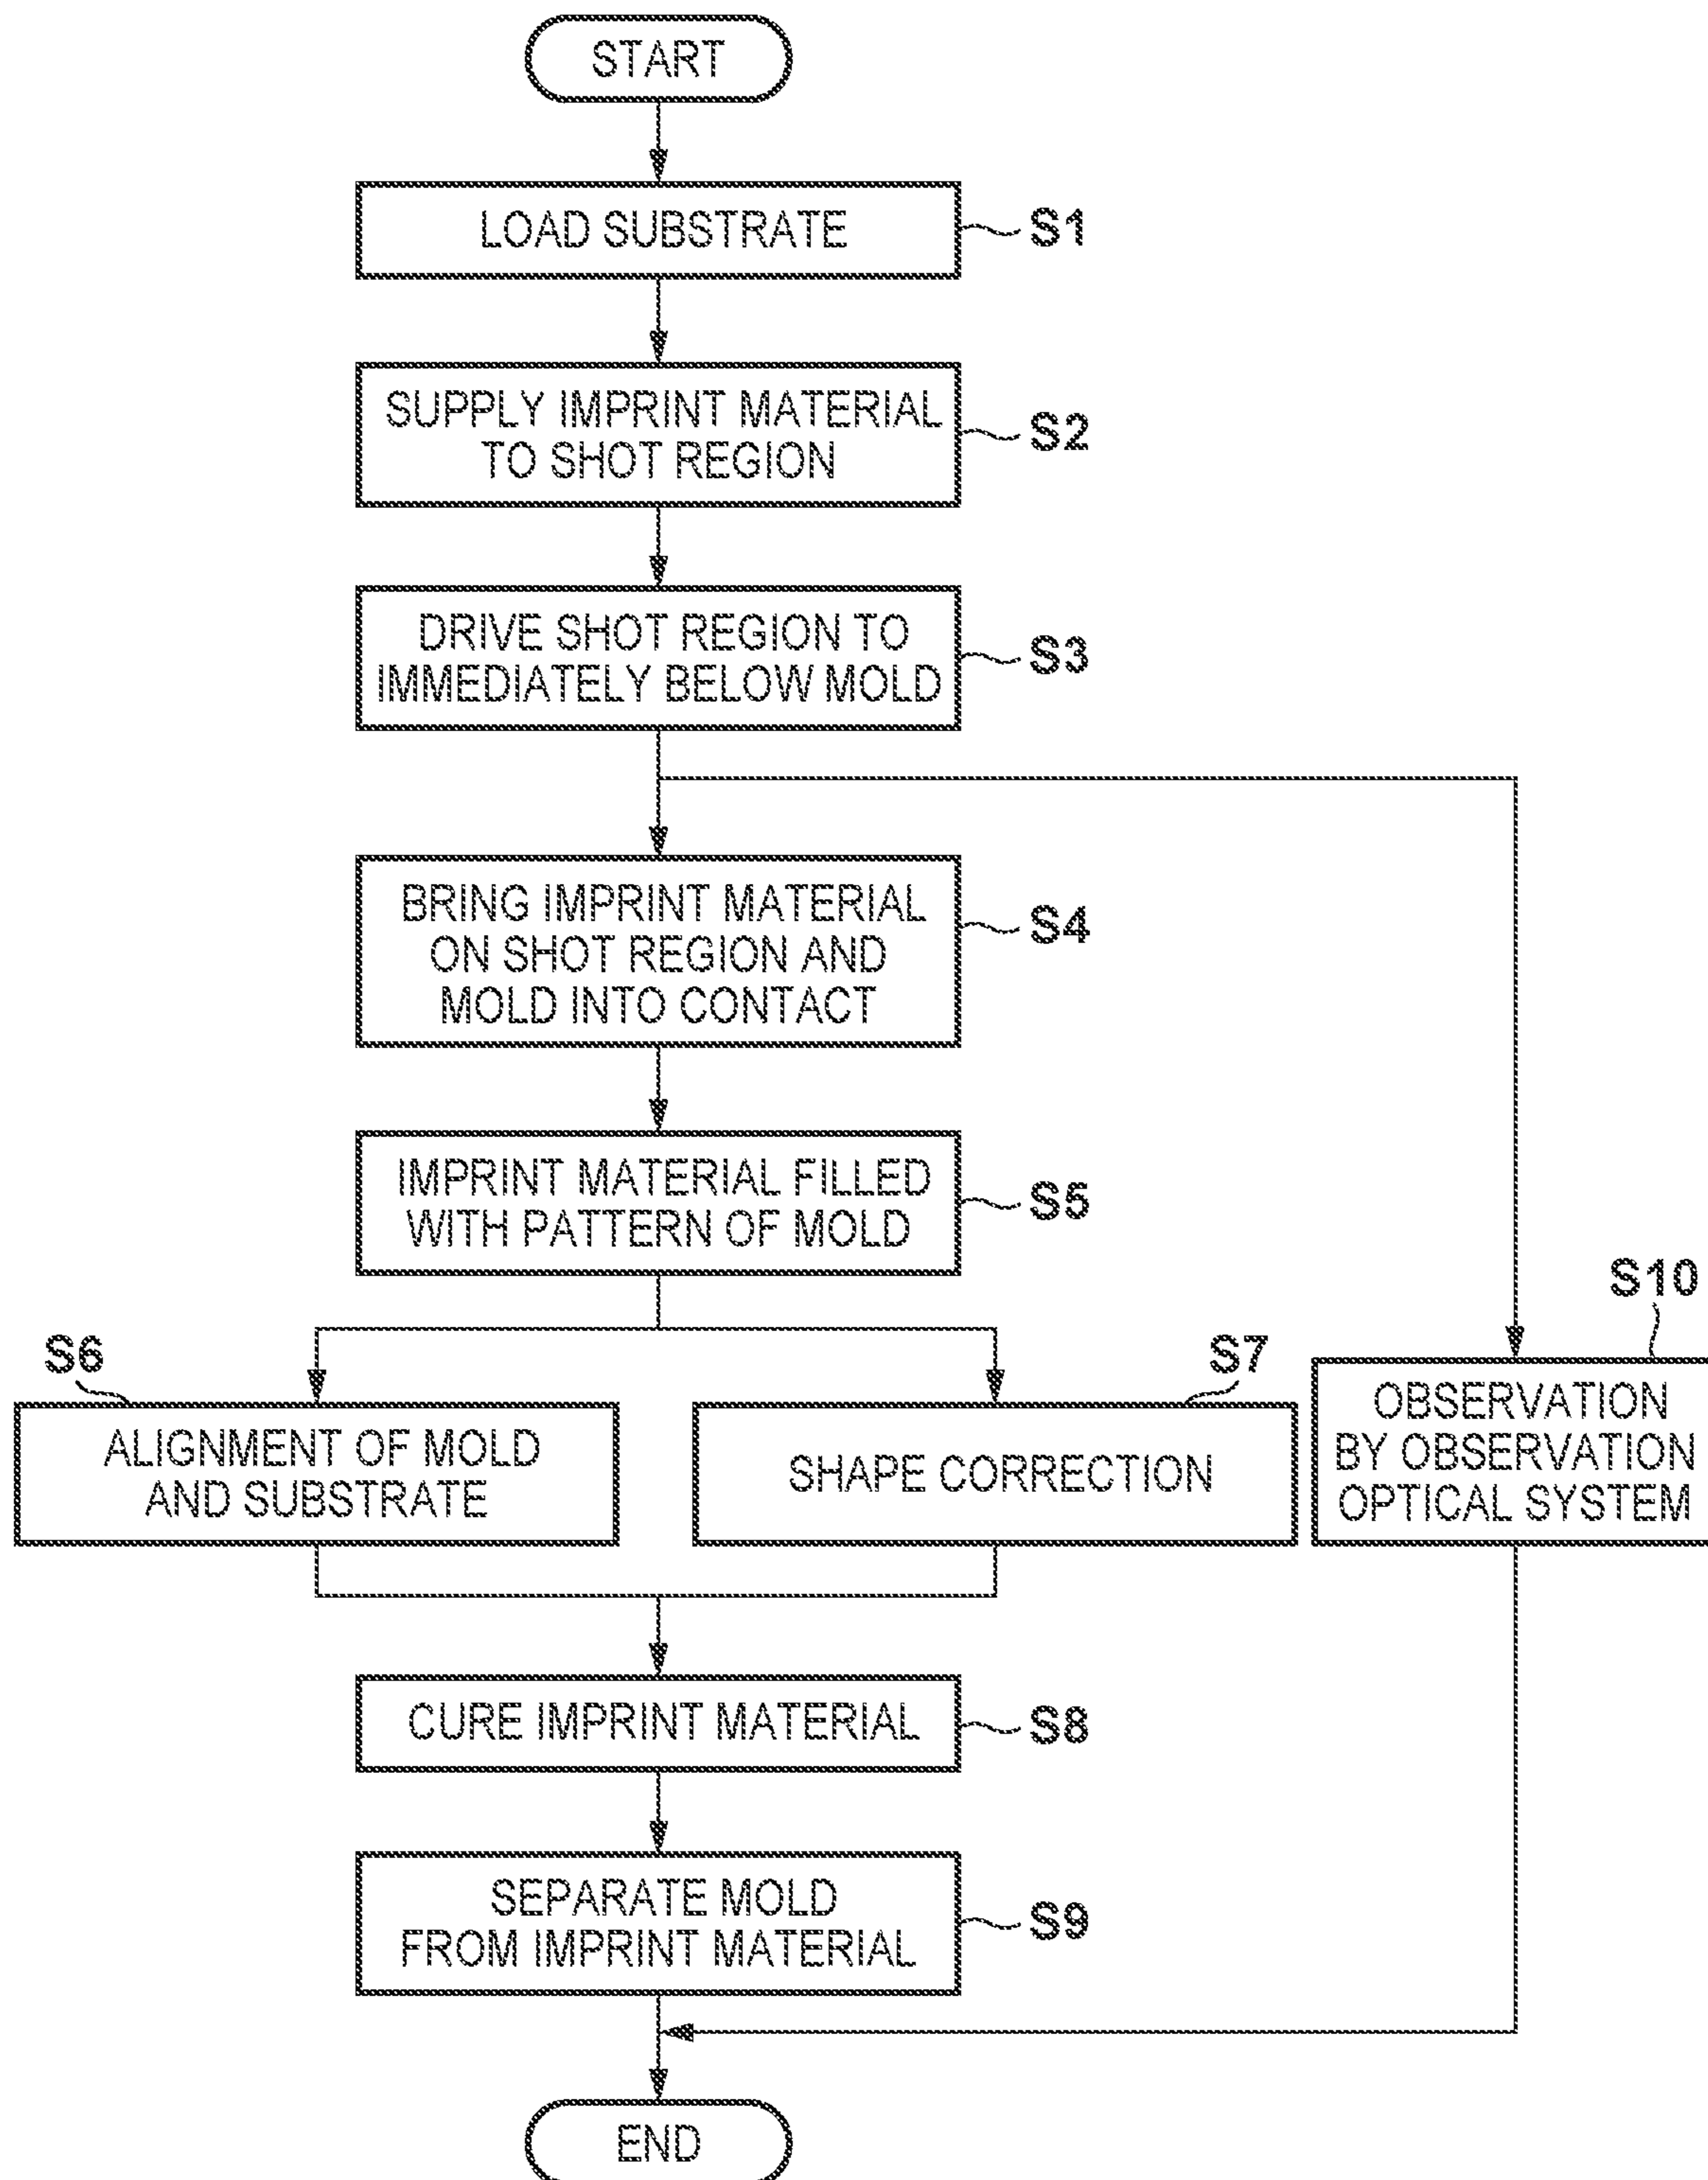 START
LOAD SUBSTRATE
S1
SUPPLY IMPRINT MATERIAL
TO SHOT REGION
S2
DRIVE SHOT REGION TO
IMMEDIATELY BELOW MOLD
S3
BRING IMPRINT MATERIAL
ON SHOT REGION AND
MOLD INTO CONTACT
S4
IMPRINT MATERIAL FILLED
WITH PATTERN OF MOLD
S5
S6
ALIGNMENT OF MOLD
AND SUBSTRATE
S7
SHAPE CORRECTION
S10
OBSERVATION
BY OBSERVATION
OPTICAL SYSTEM
CURE IMPRINT MATERIAL
S8
SEPARATE MOLD
FROM IMPRINT MATERIAL
S9
END